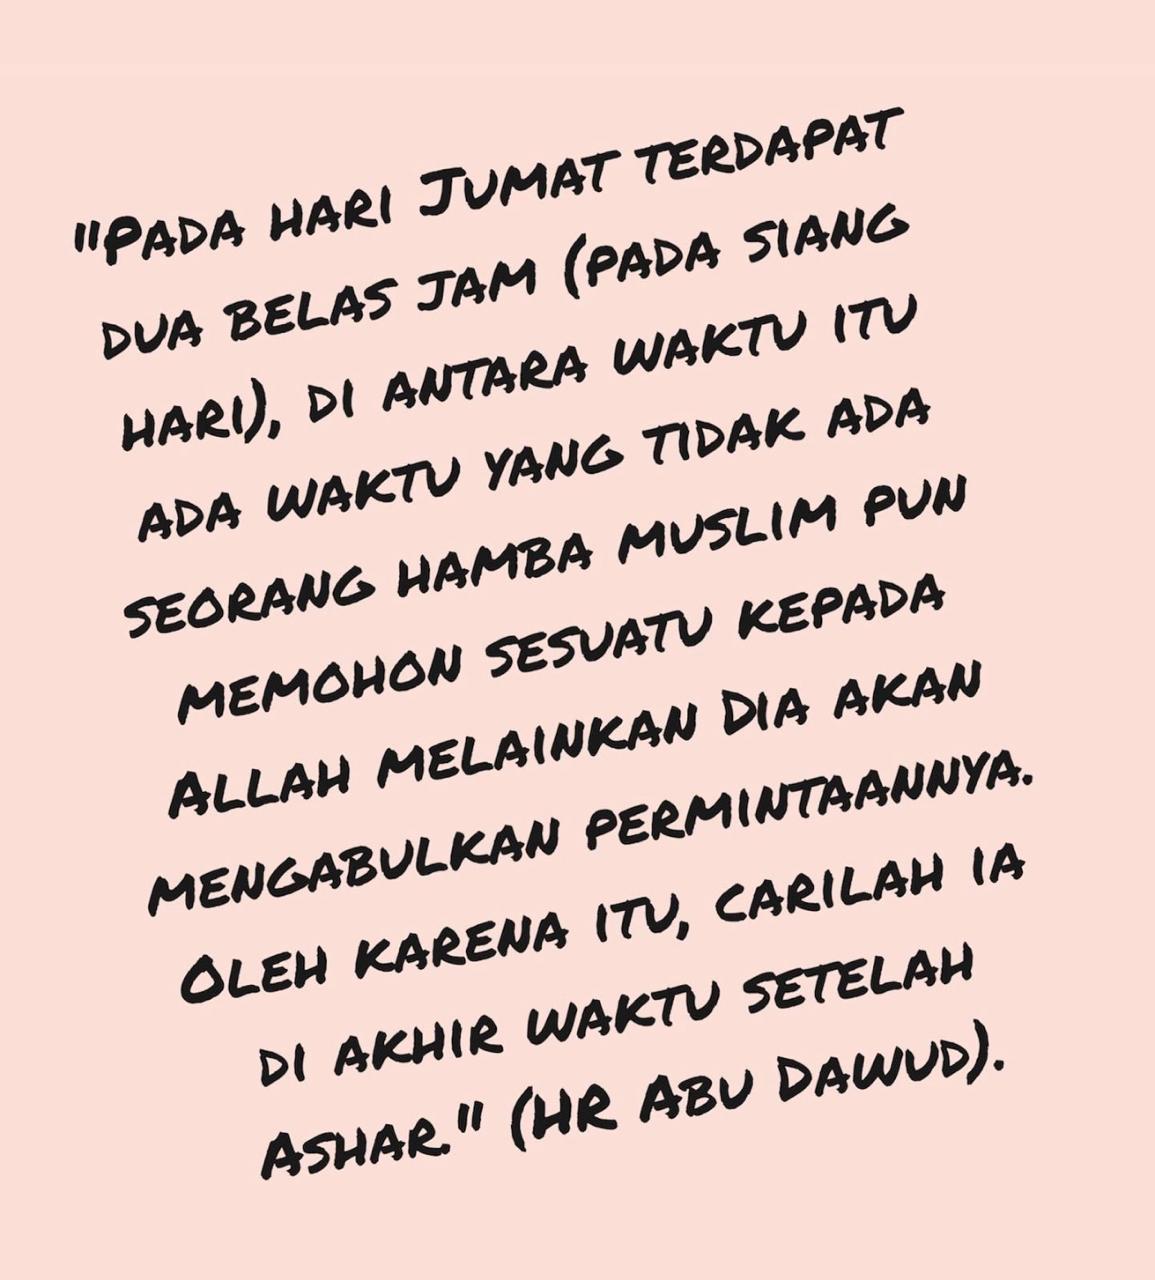 "Pada hari Jumat terdapat
dua belas jam (pada siang
hari), di antara waktu itu
ada waktu yang tidak ada
seorang hamba muslim pun
memohon sesuatu kepada
Allah melainkan Dia akan
mengabulkan permintaannya.
Oleh karena itu, carilah ia
di akhir waktu setelah
Ashar." (HR Abu Dawud).